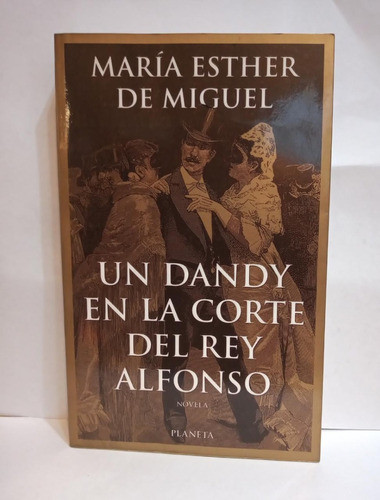 MARÍA ESTHER
DE MIGUEL
UN DANDY
EN LA CORTE
DEL REY
ALFONSO
NOVELA
PLANETA